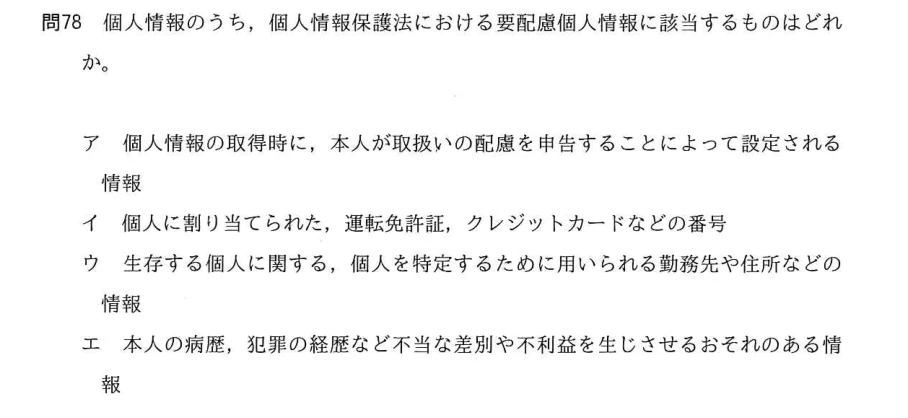 問78 個人情報のうち，個人情報保護法における要配慮個人情報に該当するものはどれ
か。
ア 個人情報の取得時に，本人が取扱いの配慮を申告することによって設定される
情報
イ 個人に割り当てられた，運転免許証，クレジットカードなどの番号
ウ 生存する個人に関する，個人を特定するために用いられる勤務先や住所などの
情報
エ 本人の病歴，犯罪の経歴など不当な差別や不利益を生じさせるおそれのある情
報